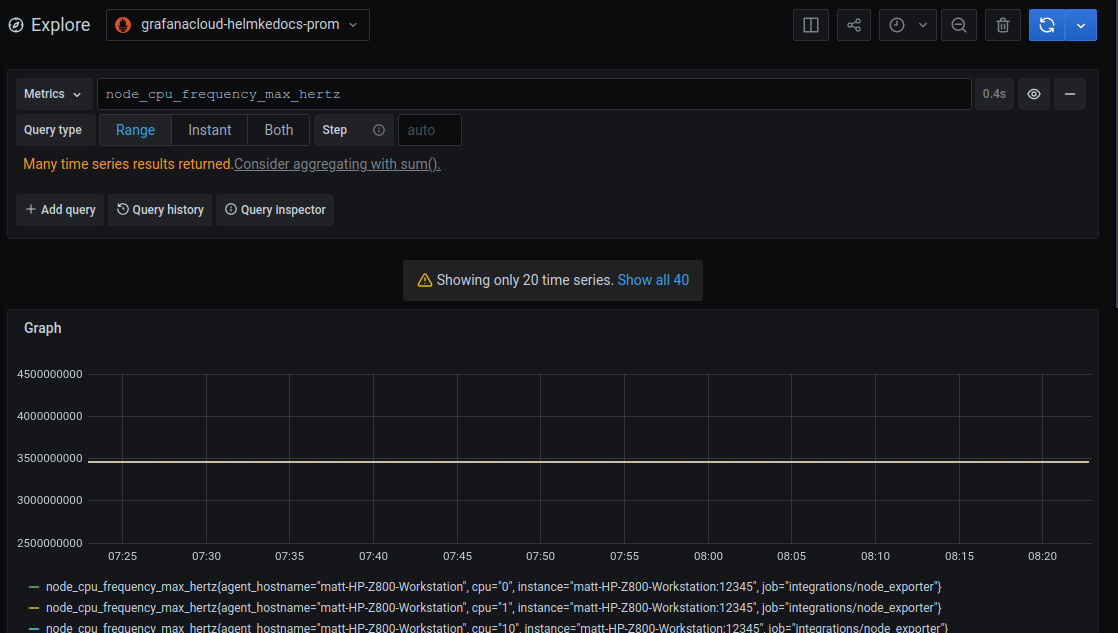 Explore grafanacloud-helmkedocs-prom
Metrics node_cpu_frequency_max_hertz 0.4s
Query type Range Instant Both Step auto
Many time series results returned.Consider aggregating with sum().
+ Add query Query history Query inspector
Showing only 20 time series. Show all 40
Graph
4500000000
4000000000
3500000000
3000000000
2500000000
07:25 07:30 07:35 07:40 07:45 07:50 07:55 08:00 08:05 08:10 08:15 08:20
node_cpu_frequency_max_hertz{agent_hostname="matt-HP-Z800-Workstation", cpu="0", instance="matt-HP-Z800-Workstation:12345", job="integrations/node_exporter"}
node_cpu_frequency_max_hertz{agent_hostname="matt-HP-Z800-Workstation", cpu="1", instance="matt-HP-Z800-Workstation:12345", job="integrations/node_exporter"}
node_cpu_frequency_max_hertz{agent_hostname="matt-HP-Z800-Workstation", cpu="10", instance="matt-HP-Z800-Workstation:12345", job="integrations/node_exporter"}